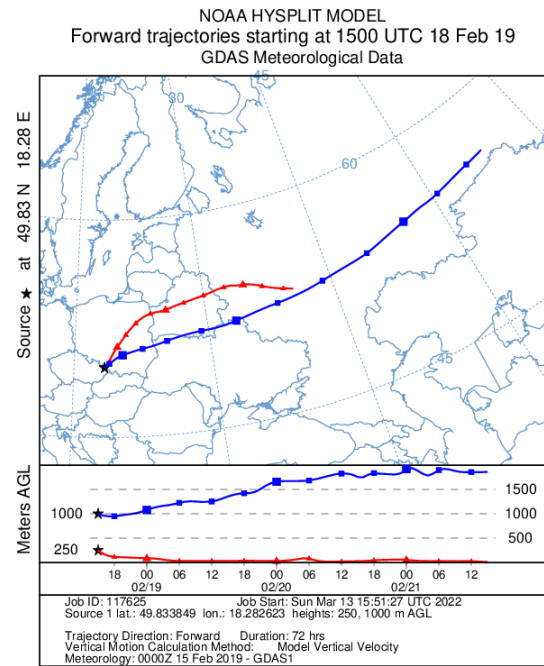 NOAA HYSPLIT MODEL
Forward trajectories starting at 1500 UTC 18 Feb 19
GDAS Meteorological Data
Source ★ at 49.83 N 18.28 E
45
30
60
45
Meters AGL
1000
250
1500
1000
500
18 00 06 12 18 00 06 12 18 00 06 12
02/19 02/20 02/21
Job ID: 117625 Job Start: Sun Mar 13 15:51:27 UTC 2022
Source 1 lat.: 49.833849 lon.: 18.282623 heights: 250, 1000 m AGL
Trajectory Direction: Forward Duration: 72 hrs
Vertical Motion Calculation Method: Model Vertical Velocity
Meteorology: 0000Z 15 Feb 2019 - GDAS1